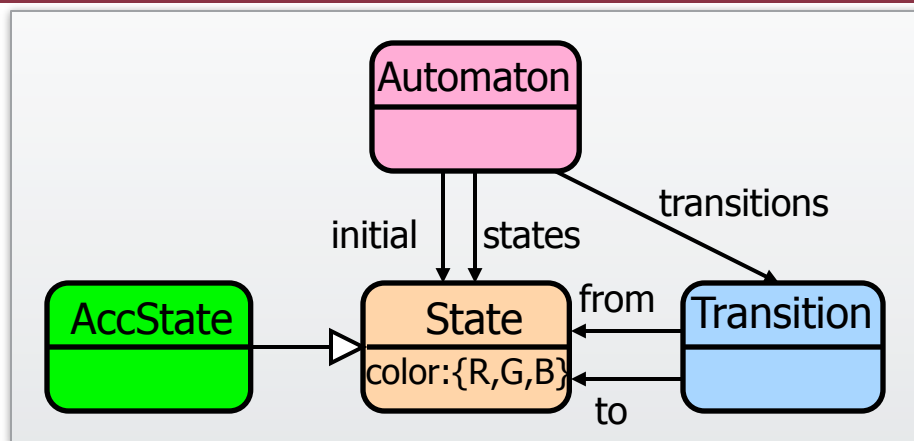 Automaton
initial
states
transitions
AccState
State
color:{R,G,B}
from
to
Transition